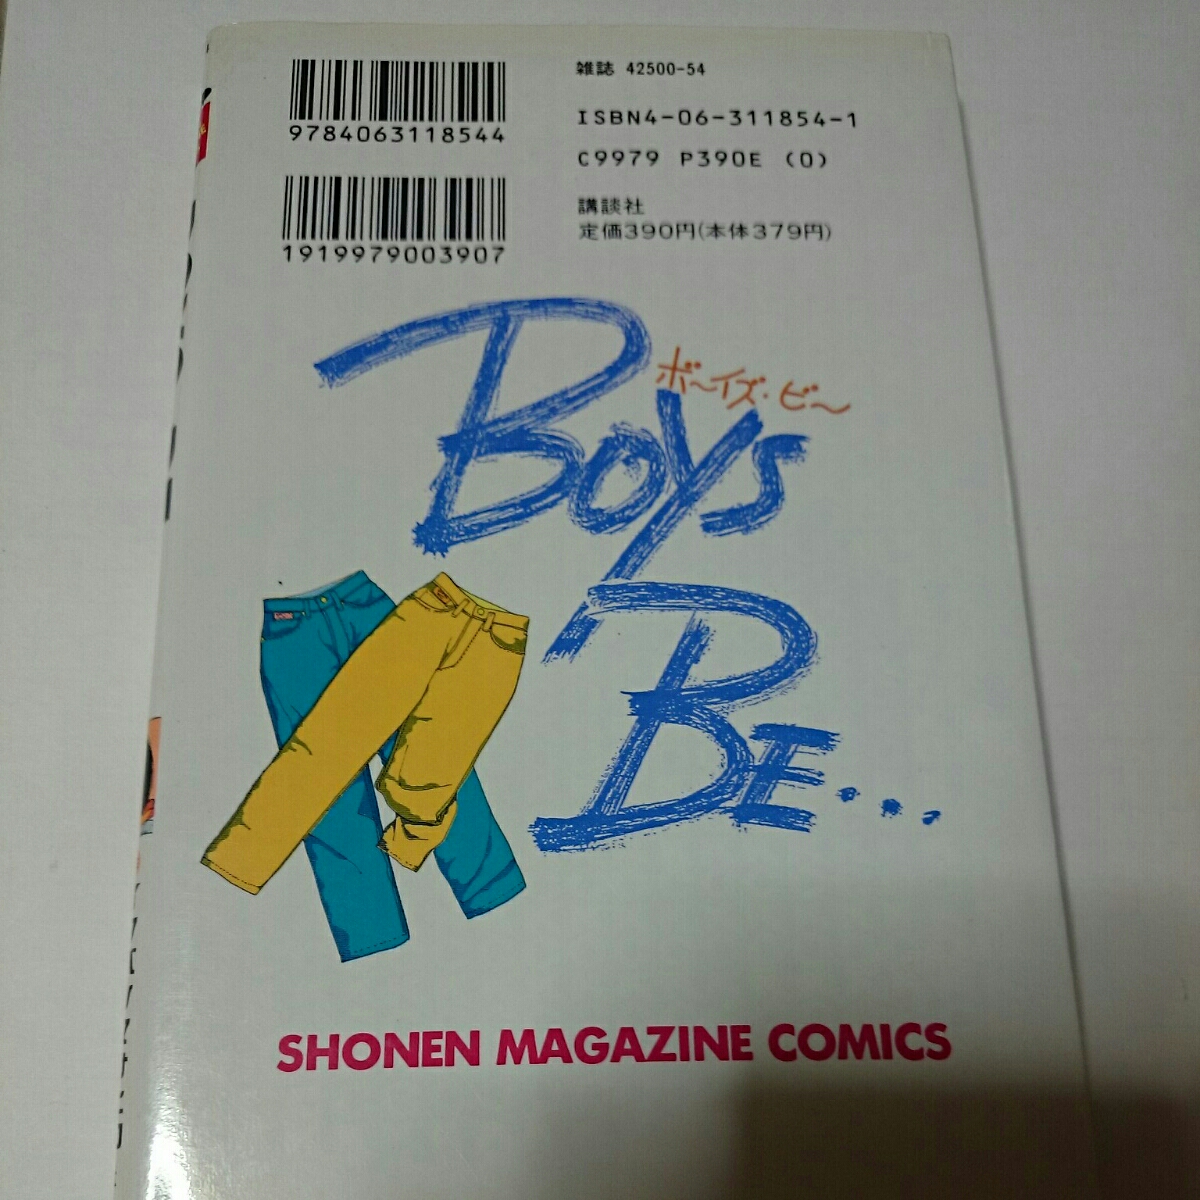 9784063118544
1919979003907
雑誌 42500-54
ISBN4-06-311854-1
C9979 P390E (0)
講談社
定価390円(本体379円)
BOYS
ボーイズ・ビー
BE...
SHONEN MAGAZINE COMICS